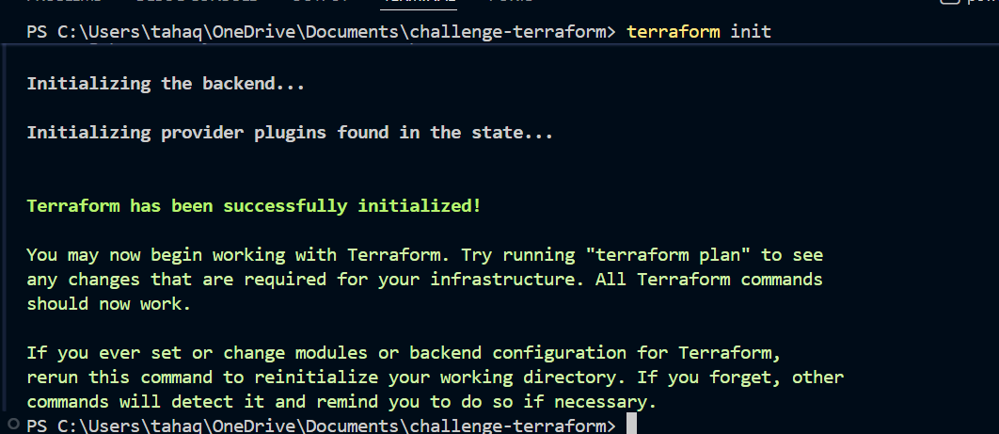 TERMINAL
PS C:\Users\tahaq\OneDrive\Documents\challenge-terraform> terraform init
Initializing the backend...
Initializing provider plugins found in the state...
Terraform has been successfully initialized!
You may now begin working with Terraform. Try running "terraform plan" to see
any changes that are required for your infrastructure. All Terraform commands
should now work.
If you ever set or change modules or backend configuration for Terraform,
rerun this command to reinitialize your working directory. If you forget, other
commands will detect it and remind you to do so if necessary.
PS C:\Users\tahaq\OneDrive\Documents\challenge-terraform>